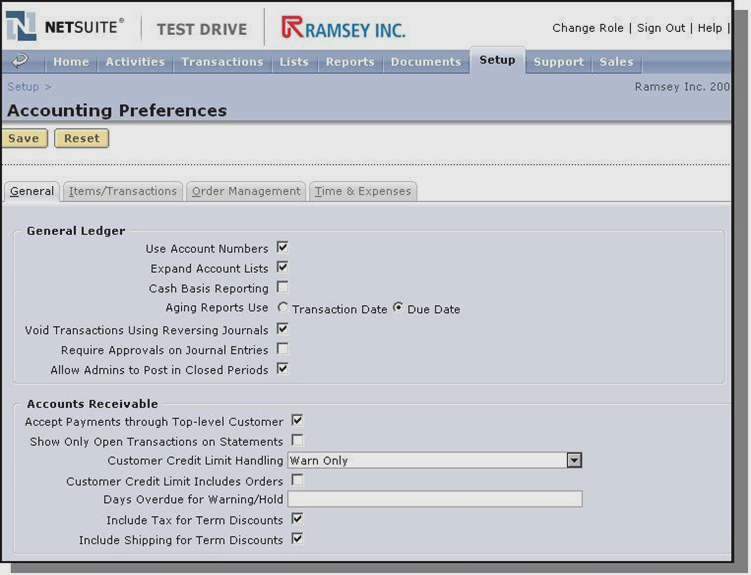 NETSUITE® TEST DRIVE RAMSEY INC. Change Role | Sign Out | Help |
Home Activities Transactions Lists Reports Documents Setup Support Sales
Setup > Ramsey Inc. 200
Accounting Preferences
Save Reset
General Items/Transactions Order Management Time & Expenses
General Ledger
Use Account Numbers
Expand Account Lists
Cash Basis Reporting
Aging Reports Use Transaction Date Due Date
Void Transactions Using Reversing Journals
Require Approvals on Journal Entries
Allow Admins to Post in Closed Periods
Accounts Receivable
Accept Payments through Top-level Customer
Show Only Open Transactions on Statements
Customer Credit Limit Handling Warn Only
Customer Credit Limit Includes Orders
Days Overdue for Warning/Hold
Include Tax for Term Discounts
Include Shipping for Term Discounts